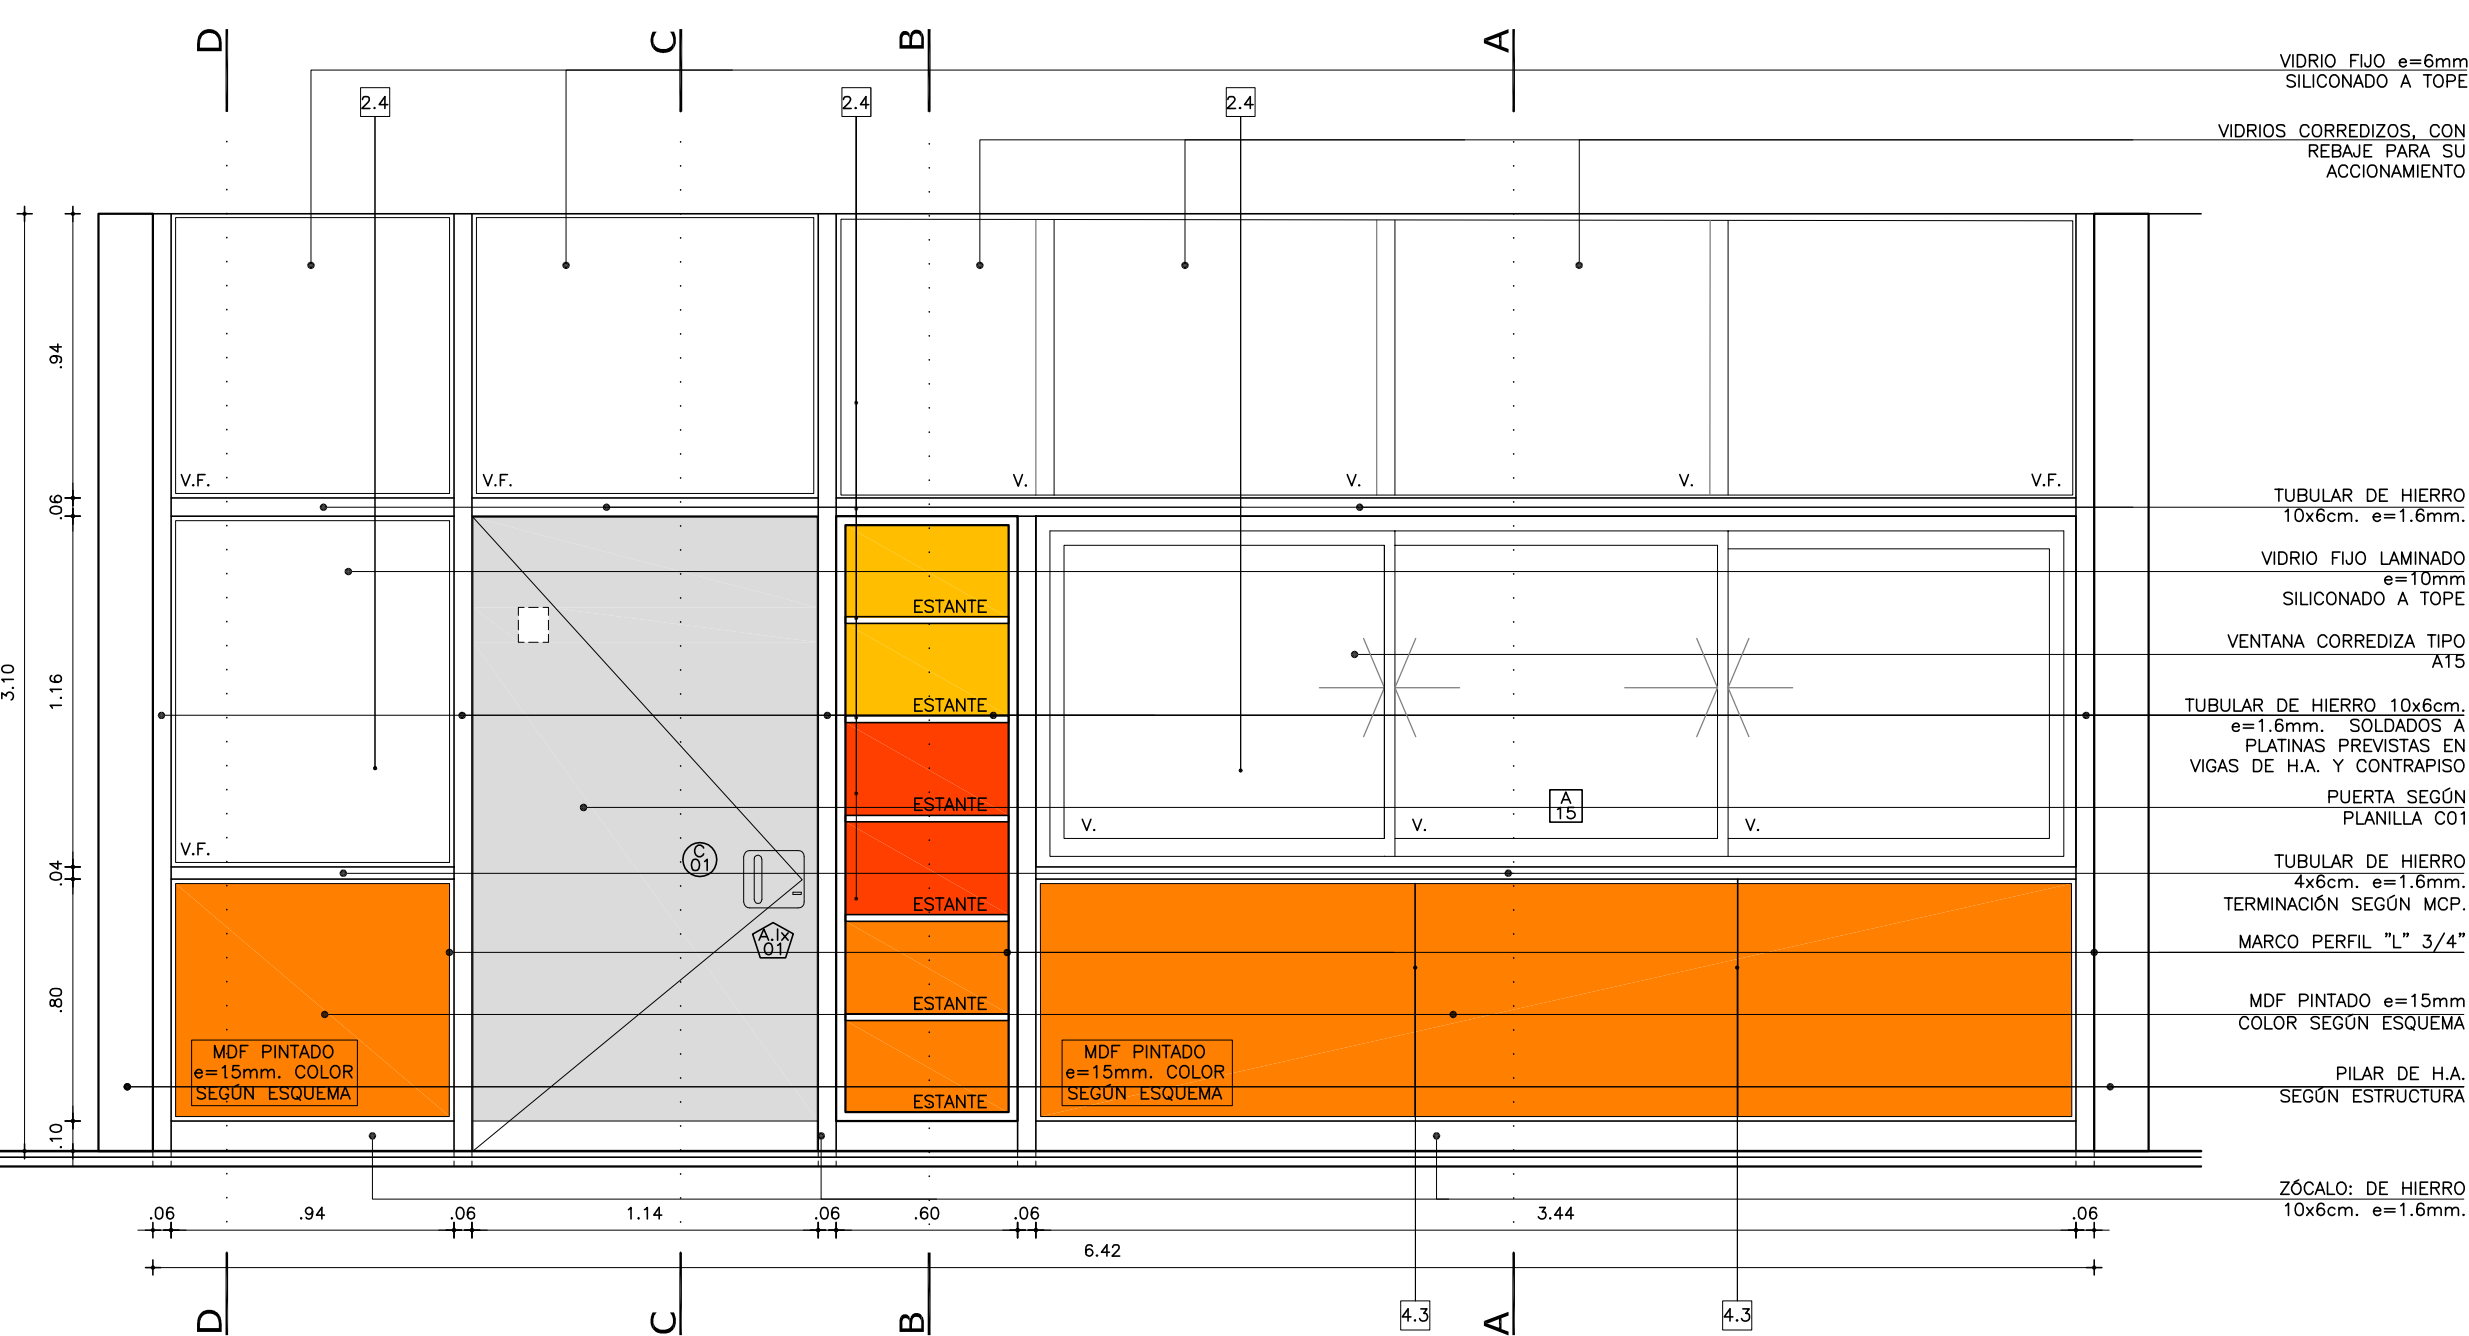 D
C
B
A
2.4
2.4
2.4
VIDRIO FIJO e=6mm
SILICONADO A TOPE
VIDRIOS CORREDIZOS, CON
REBAJE PARA SU
ACCIONAMIENTO
V.F.
V.F.
V.
V.
V.
V.F.
TUBULAR DE HIERRO
10x6cm. e=1.6mm.
VIDRIO FIJO LAMINADO
e=10mm
SILICONADO A TOPE
VENTANA CORREDIZA TIPO
A15
TUBULAR DE HIERRO 10x6cm.
e=1.6mm. SOLDADOS A
PLATINAS PREVISTAS EN
VIGAS DE H.A. Y CONTRAPISO
PUERTA SEGÚN
PLANILLA C01
TUBULAR DE HIERRO
4x6cm. e=1.6mm.
TERMINACIÓN SEGÚN MCP.
MARCO PERFIL "L" 3/4"
MDF PINTADO e=15mm
COLOR SEGÚN ESQUEMA
PILAR DE H.A.
SEGÚN ESTRUCTURA
ZÓCALO: DE HIERRO
10x6cm. e=1.6mm.
3.10
.94
.06
1.16
.04
.80
.10
ESTANTE
ESTANTE
ESTANTE
ESTANTE
ESTANTE
ESTANTE
V.F.
V.
V.
V.
A
15
C
01
A.Ix
01
MDF PINTADO
e=15mm. COLOR
SEGÚN ESQUEMA
MDF PINTADO
e=15mm. COLOR
SEGÚN ESQUEMA
.06
.94
.06
1.14
.06
.60
.06
3.44
.06
6.42
4.3
4.3
D
C
B
A